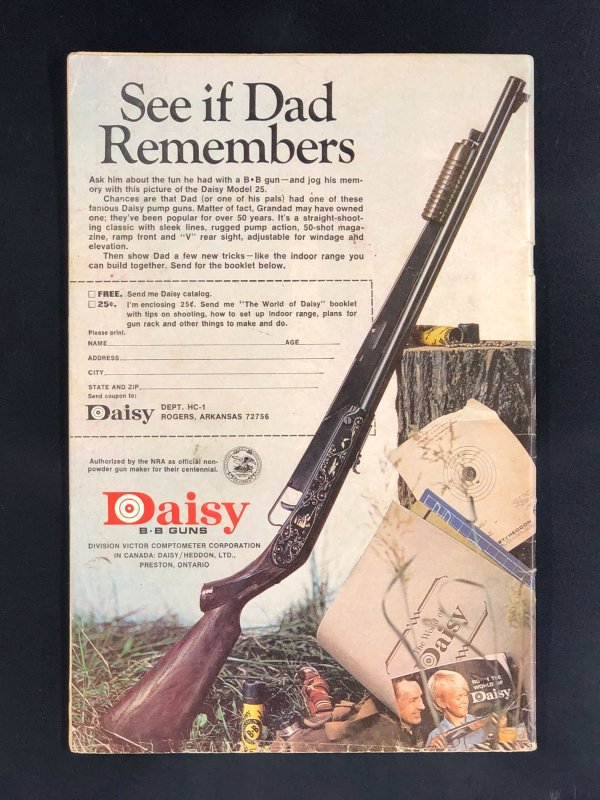 See if Dad
Remembers
Ask him about the fun he had with a B•B gun—and jog his mem-
ory with this picture of the Daisy Model 25.
Chances are that Dad (or one of his pals) had one of these
famous Daisy pump guns. Matter of fact, Grandad may have owned
one; they've been popular for over 50 years. It's a straight-shoot-
ing classic with sleek lines, rugged pump action, 50-shot maga-
zine, ramp front and "V" rear sight, adjustable for windage and
elevation.
Then show Dad a few new tricks—like the indoor range you
can build together. Send for the booklet below.
FREE. Send me Daisy catalog.
25¢. I'm enclosing 25¢. Send me "The World of Daisy" booklet
with tips on shooting, how to set up indoor range, plans for
gun rack and other things to make and do.
Please print.
NAME AGE
ADDRESS
CITY
STATE AND ZIP
Send coupon to:
Daisy DEPT. HC-1
ROGERS, ARKANSAS 72756
Authorized by the NRA as official non-
powder gun maker for their centennial.
Daisy
B•B GUNS
DIVISION VICTOR COMPTOMETER CORPORATION
IN CANADA: DAISY/HEDDON, LTD.,
PRESTON, ONTARIO
The World of
Daisy
WORLD OF
Daisy